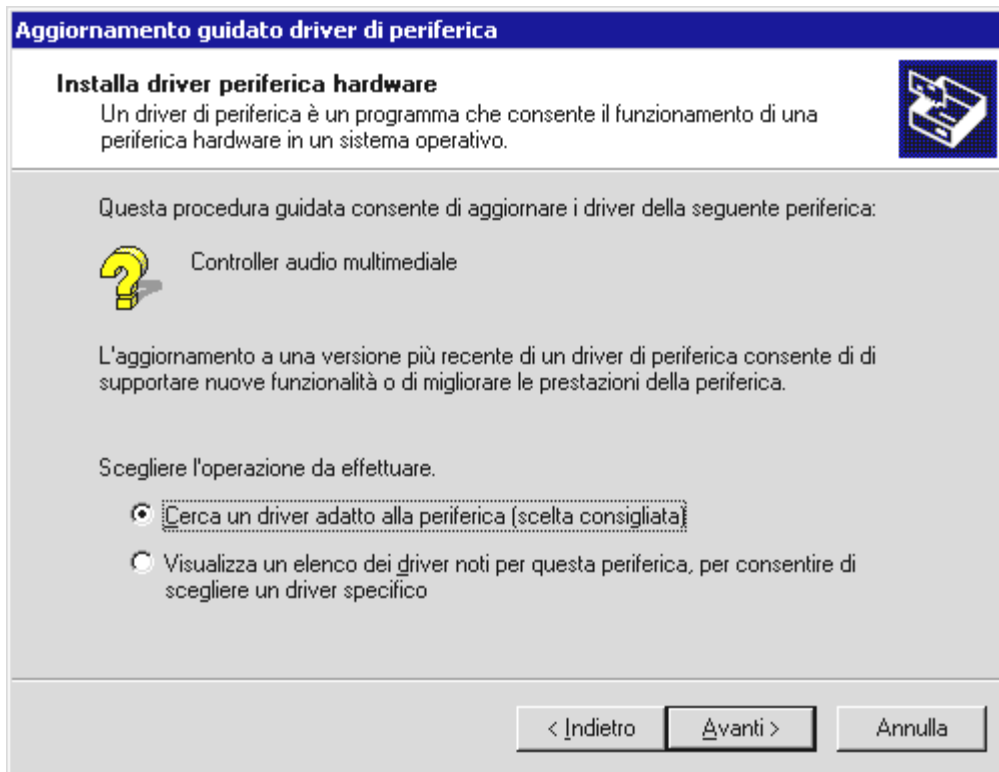 Aggiornamento guidato driver di periferica
Installa driver periferica hardware
Un driver di periferica è un programma che consente il funzionamento di una
periferica hardware in un sistema operativo.
Questa procedura guidata consente di aggiornare i driver della seguente periferica:
Controller audio multimediale
L'aggiornamento a una versione più recente di un driver di periferica consente di di
supportare nuove funzionalità o di migliorare le prestazioni della periferica.
Scegliere l'operazione da effettuare.
Cerca un driver adatto alla periferica (scelta consigliata)
Visualizza un elenco dei driver noti per questa periferica, per consentire di
scegliere un driver specifico
< Indietro Avanti > Annulla